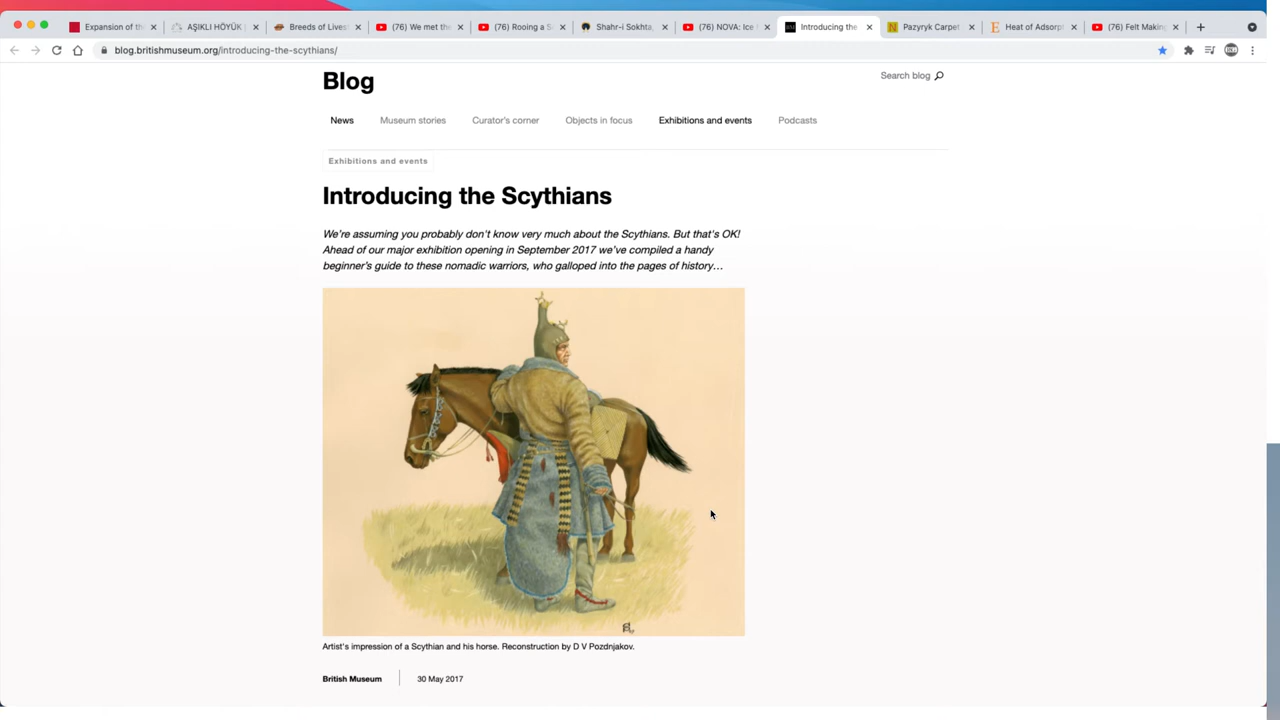 Expansion of th
AŞIKLI HÖYÜK
Breeds of Livest
(76) We met the
(76) Rooing a S
Shahr-i Sokhta,
(76) NOVA: Ice
Introducing the
Pazyryk Carpet
Heat of Adsorpt
(76) Felt Making
blog.britishmuseum.org/introducing-the-scythians/
Blog
Search blog
News Museum stories Curator's corner Objects in focus Exhibitions and events Podcasts
Exhibitions and events
Introducing the Scythians
We're assuming you probably don't know very much about the Scythians. But that's OK!
Ahead of our major exhibition opening in September 2017 we've compiled a handy
beginner's guide to these nomadic warriors, who galloped into the pages of history…
Artist's impression of a Scythian and his horse. Reconstruction by D V Pozdnjakov.
British Museum 30 May 2017